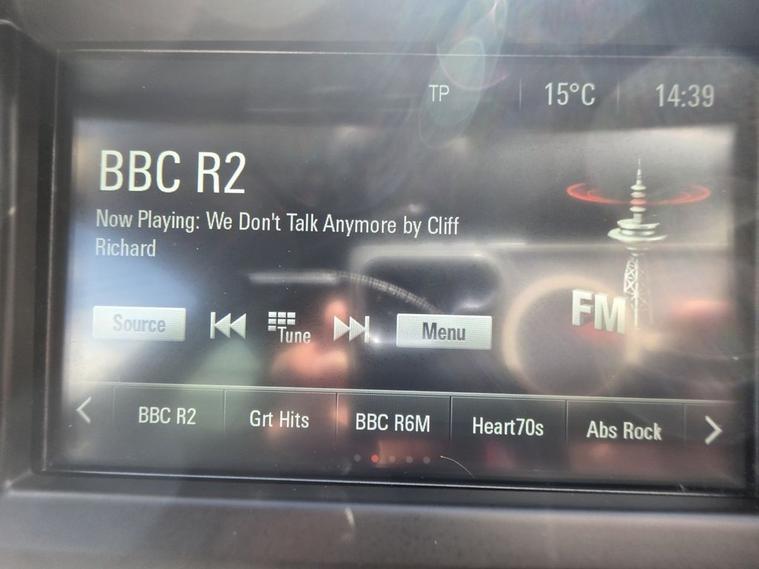 TP 15°C 14:39
BBC R2
Now Playing: We Don't Talk Anymore by Cliff
Richard
Source Tune Menu
FM
BBC R2 Grt Hits BBC R6M Heart70s Abs Rock